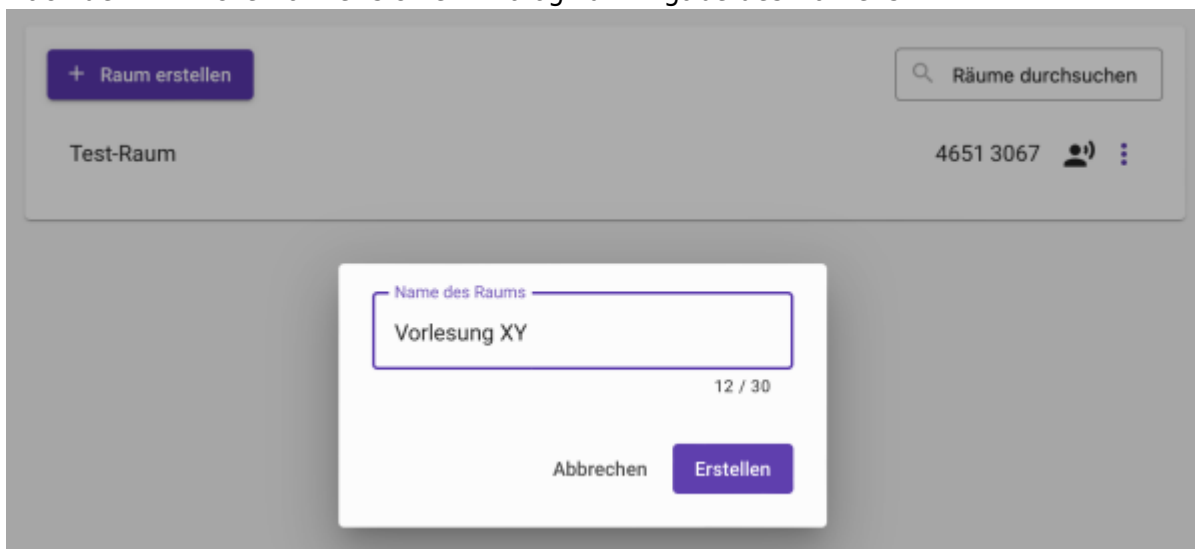 + Raum erstellen
Räume durchsuchen
Test-Raum
4651 3067
Name des Raums
Vorlesung XY
12 / 30
Abbrechen
Erstellen